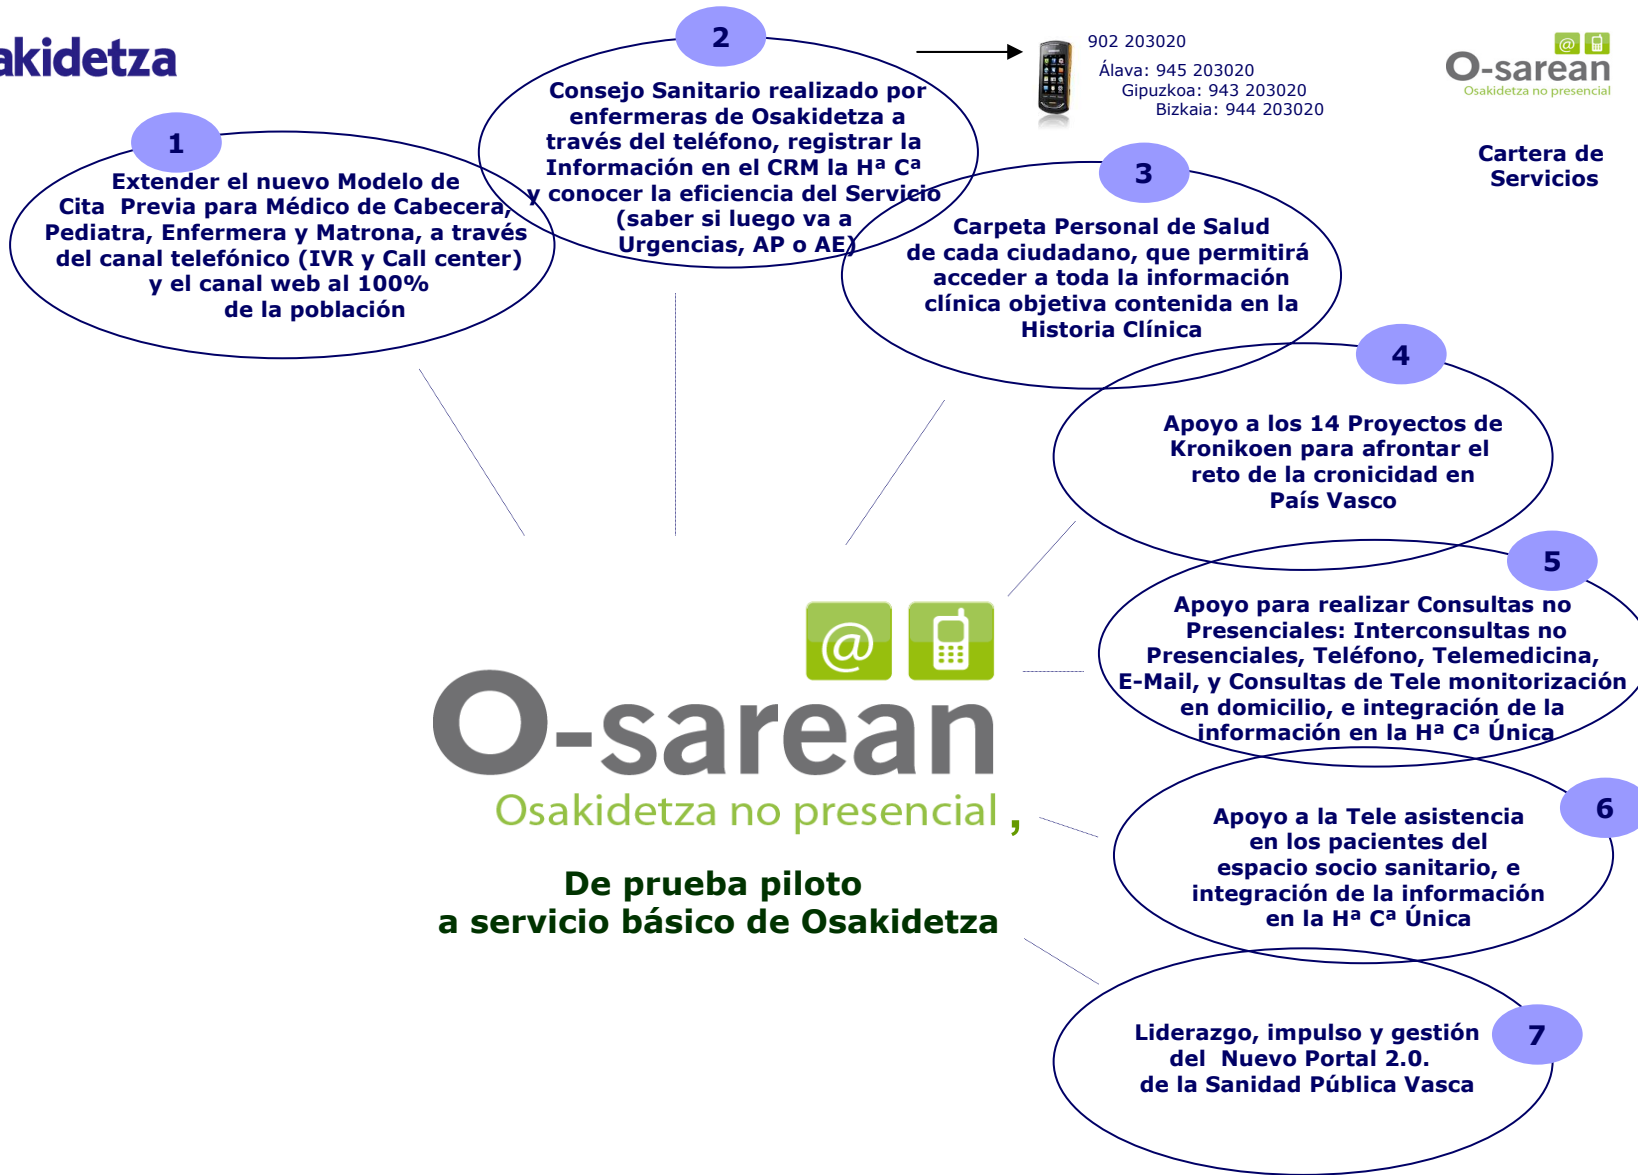 akidetza
2
902 203020
Álava: 945 203020
Gipuzkoa: 943 203020
Bizkaia: 944 203020
@
O-sarean
Osakidetza no presencial
Cartera de
Servicios
1
Extender el nuevo Modelo de
Cita Previa para Médico de Cabecera,
Pediatra, Enfermera y Matrona, a través
del canal telefónico (IVR y Call center)
y el canal web al 100%
de la población
Consejo Sanitario realizado por
enfermeras de Osakidetza a
través del teléfono, registrar la
Información en el CRM la Hª Cª
y conocer la eficiencia del Servicio
(saber si luego va a
Urgencias, AP o AE)
3
Carpeta Personal de Salud
de cada ciudadano, que permitirá
acceder a toda la información
clínica objetiva contenida en la
Historia Clínica
4
Apoyo a los 14 Proyectos de
Kronikoen para afrontar el
reto de la cronicidad en
País Vasco
5
Apoyo para realizar Consultas no
Presenciales: Interconsultas no
Presenciales, Teléfono, Telemedicina,
E-Mail, y Consultas de Tele monitorización
en domicilio, e integración de la
información en la Hª Cª Única
@
O-sarean
Osakidetza no presencial ,
De prueba piloto
a servicio básico de Osakidetza
6
Apoyo a la Tele asistencia
en los pacientes del
espacio socio sanitario, e
integración de la información
en la Hª Cª Única
7
Liderazgo, impulso y gestión
del Nuevo Portal 2.0.
de la Sanidad Pública Vasca